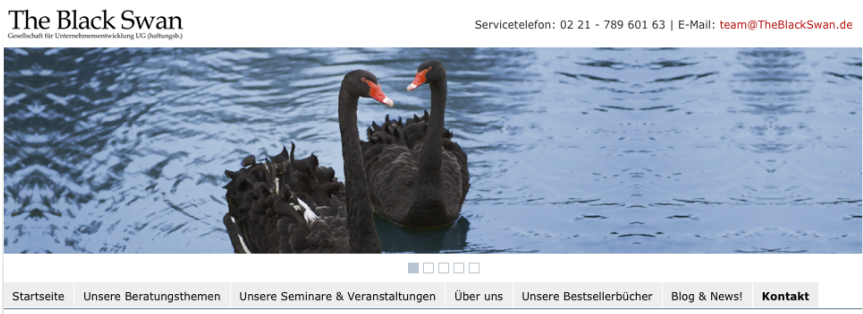 The Black Swan
Gesellschaft für Unternehmensentwicklung UG (haftungsb.)
Servicetelefon: 02 21 - 789 601 63 | E-Mail: team@TheBlackSwan.de
Startseite
Unsere Beratungsthemen
Unsere Seminare & Veranstaltungen
Über uns
Unsere Bestsellerbücher
Blog & News!
Kontakt